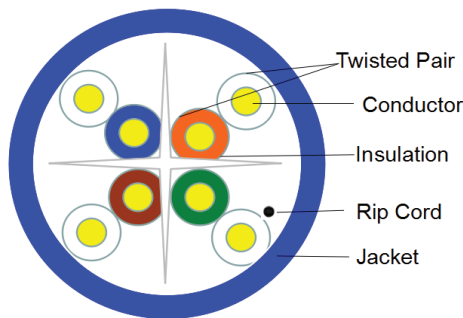 Twisted Pair
Conductor
Insulation
Rip Cord
Jacket